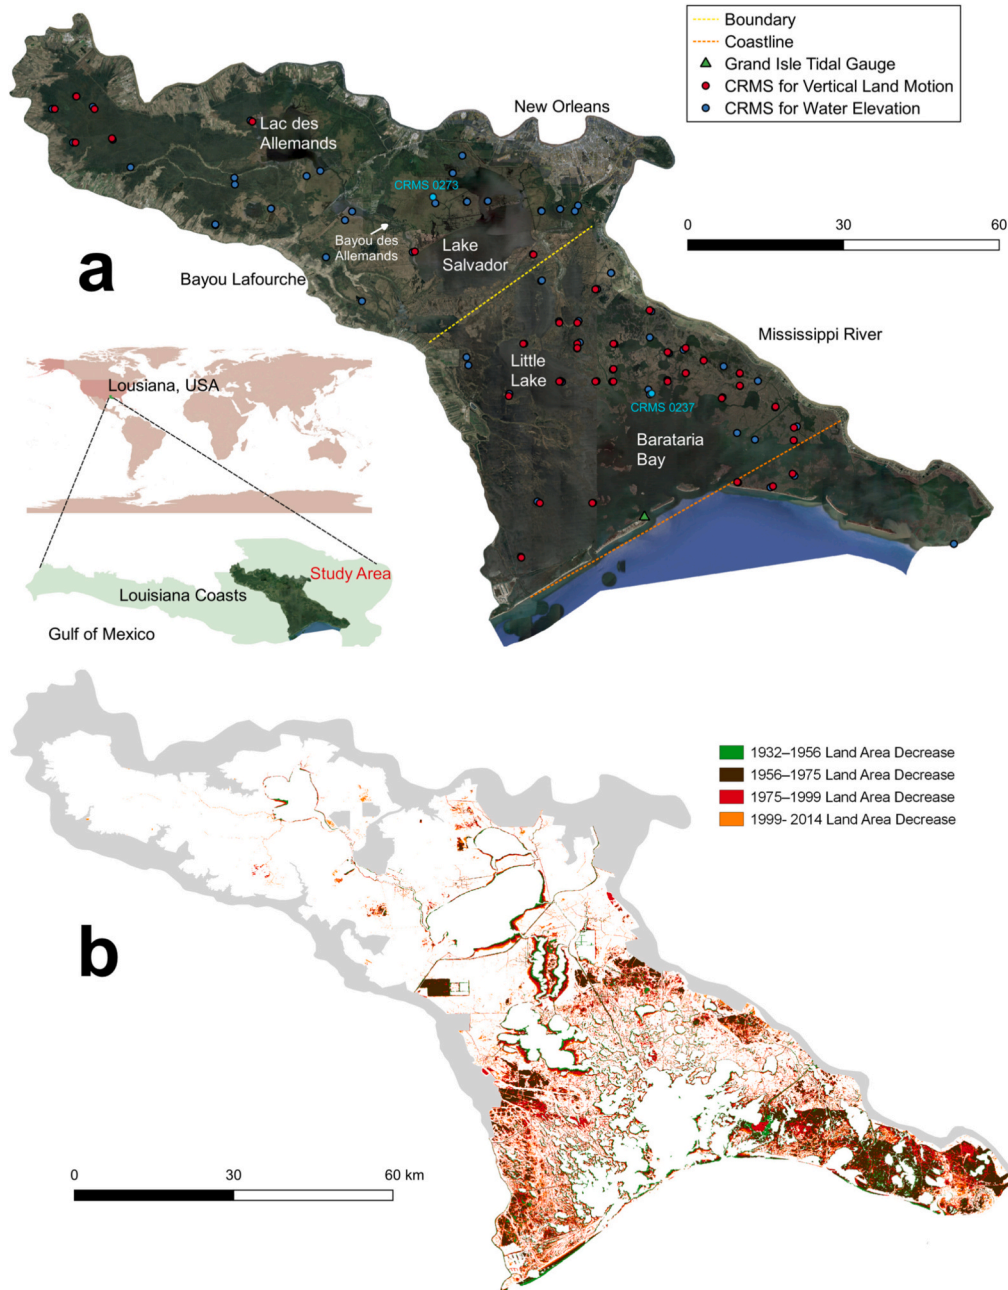 Boundary
Coastline
Grand Isle Tidal Gauge
CRMS for Vertical Land Motion
CRMS for Water Elevation
New Orleans
Lac des
Allemands
CRMS 0273
0 30 60
Bayou des
Allemands
Lake
Salvador
a
Bayou Lafourche
Mississippi River
Little
Lake
Lousiana, USA
CRMS 0237
Barataria
Bay
Study Area
Louisiana Coasts
Gulf of Mexico
1932–1956 Land Area Decrease
1956–1975 Land Area Decrease
1975–1999 Land Area Decrease
1999- 2014 Land Area Decrease
b
0 30 60 km